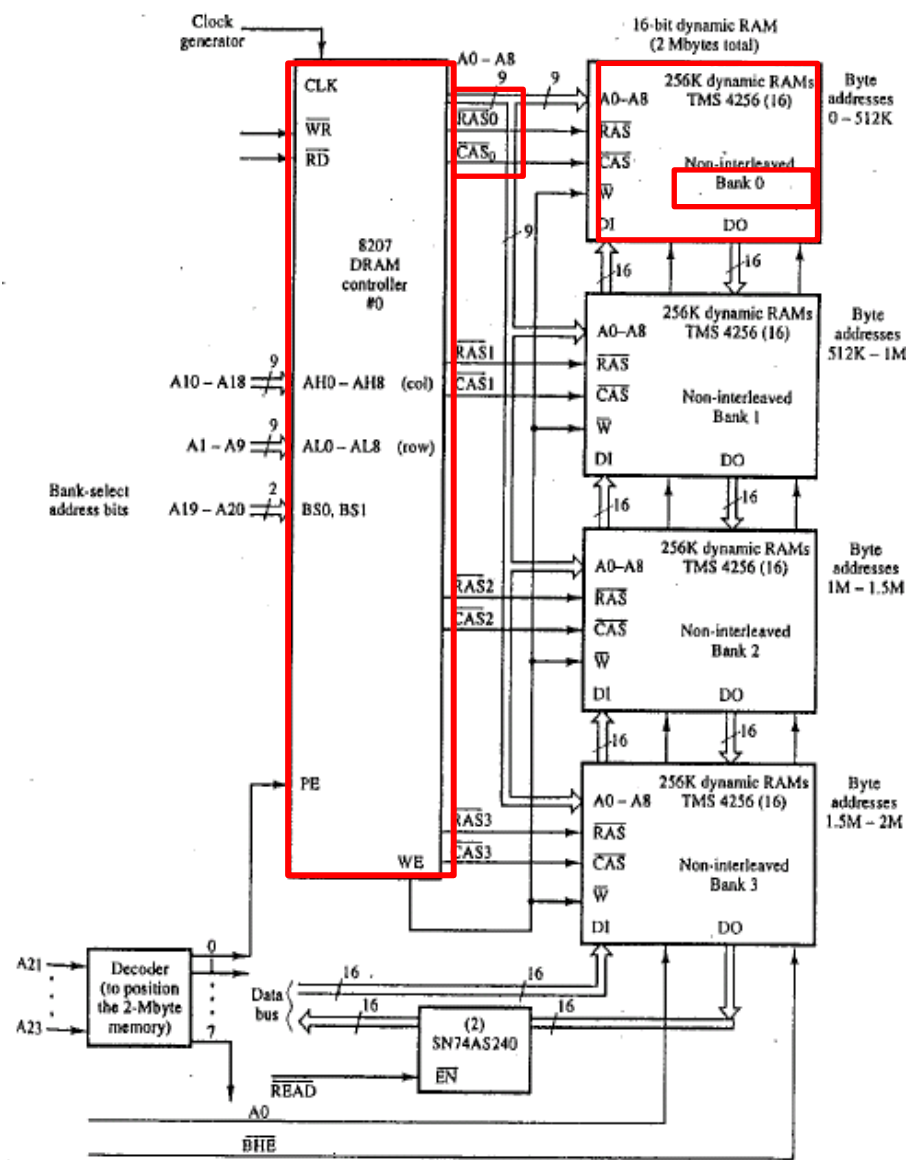 Clock
generator
16-bit dynamic RAM
(2 Mbytes total)
A0 – A8
9
9
CLK
WR
RD
RAS0
CAS0
256K dynamic RAMs
TMS 4256 (16)
A0–A8
RAS
CAS
Non-interleaved
Bank 0
W
DI
DO
Byte
addresses
0 – 512K
8207
DRAM
controller
#0
9
16
16
256K dynamic RAMs
TMS 4256 (16)
A0–A8
RAS
CAS
Non-interleaved
Bank 1
W
DI
DO
Byte
addresses
512K – 1M
RAS1
CAS1
A10 – A18
9
AH0 – AH8 (col)
A1 – A9
9
AL0 – AL8 (row)
Bank-select
address bits
A19 – A20
2
BS0, BS1
16
16
256K dynamic RAMs
TMS 4256 (16)
A0–A8
RAS
CAS
Non-interleaved
Bank 2
W
DI
DO
Byte
addresses
1M – 1.5M
RAS2
CAS2
16
16
256K dynamic RAMs
TMS 4256 (16)
A0 – A8
RAS
CAS
Non-interleaved
Bank 3
W
DI
DO
Byte
addresses
1.5M – 2M
PE
RAS3
CAS3
WE
A21
A23
Decoder
(to position
the 2-Mbyte
memory)
0
7
Data
bus
16
16
16
16
(2)
SN74AS240
EN
READ
A0
BHE